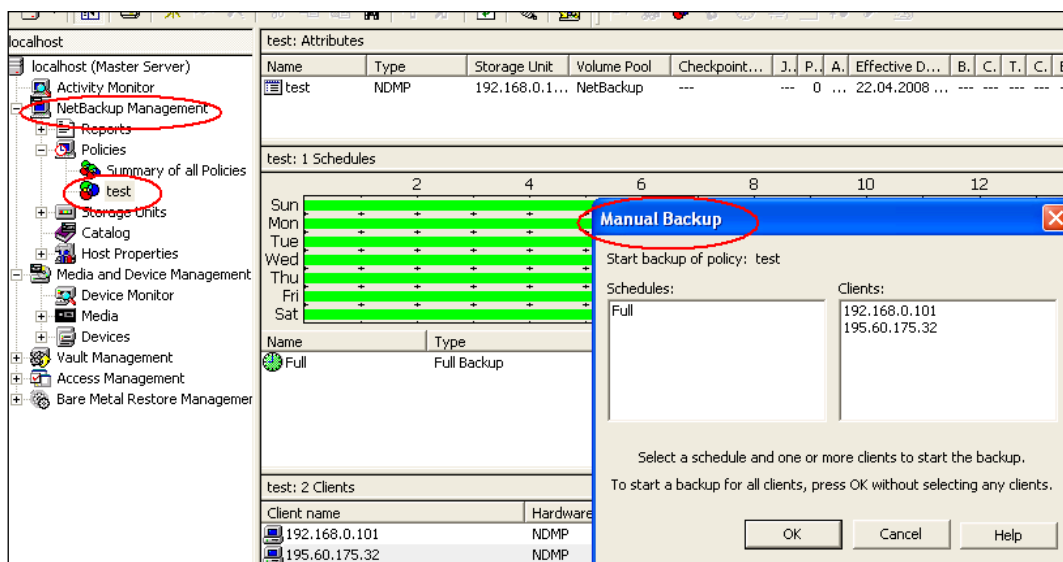 localhost
localhost (Master Server)
Activity Monitor
NetBackup Management
Reports
Policies
Summary of all Policies
test
Storage Units
Catalog
Host Properties
Media and Device Management
Device Monitor
Media
Devices
Vault Management
Access Management
Bare Metal Restore Managemer
test: Attributes
Name Type Storage Unit Volume Pool Checkpoint... J.. P.. A. Effective D... B. C. T. C. E
test NDMP 192.168.0.1... NetBackup --- --- 0 ... 22.04.2008 ... --- --- --- ---
test: 1 Schedules
2 4 6 8 10 12
Sun
Mon
Tue
Wed
Thu
Fri
Sat
Name Type
Full Full Backup
test: 2 Clients
Client name Hardware
192.168.0.101 NDMP
195.60.175.32 NDMP
Manual Backup
Start backup of policy: test
Schedules: Clients:
Full 192.168.0.101
195.60.175.32
Select a schedule and one or more clients to start the backup.
To start a backup for all clients, press OK without selecting any clients.
OK Cancel Help